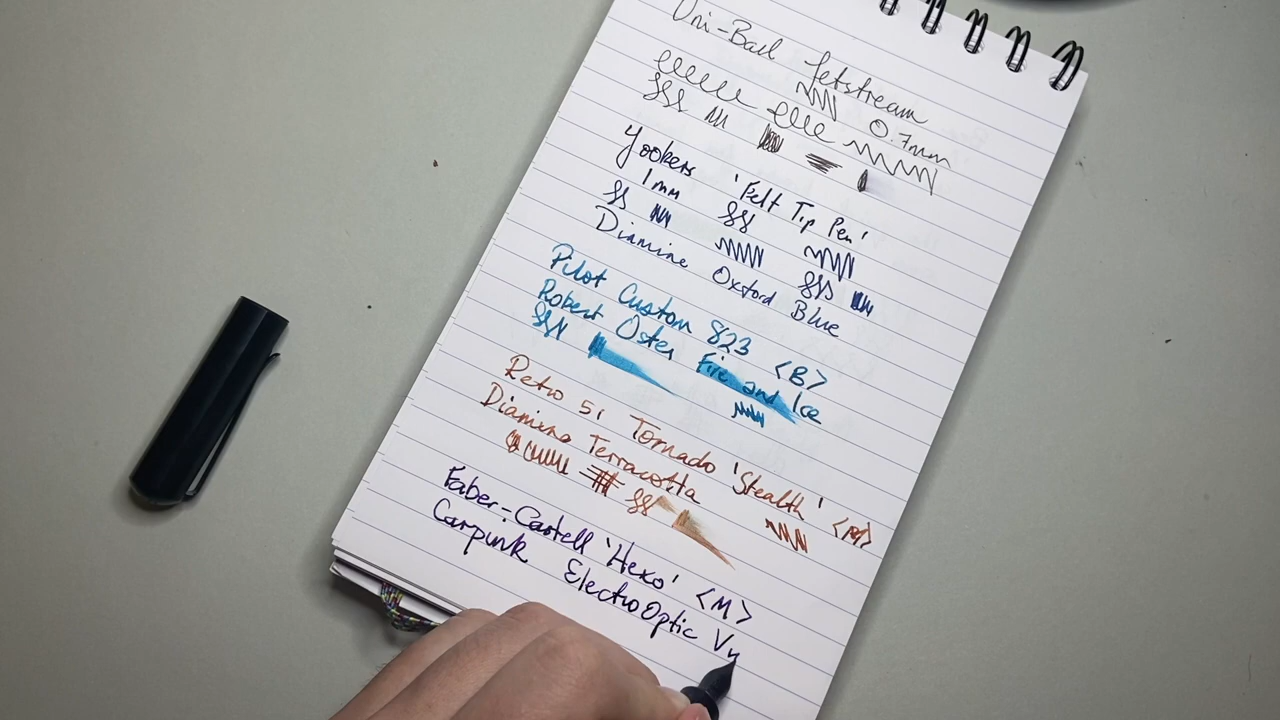 Uni-Ball Jetstream
0.7mm
Yookers 'Felt Tip Pen'
1mm
Diamine Oxford Blue
Pilot Custom 823 <B>
Robert Oster Fire and Ice
Retro 51 Tornado 'Stealth' <M>
Diamine Terracotta
Faber-Castell 'Hexo' <M>
Carpunk ElectroOptic Vu